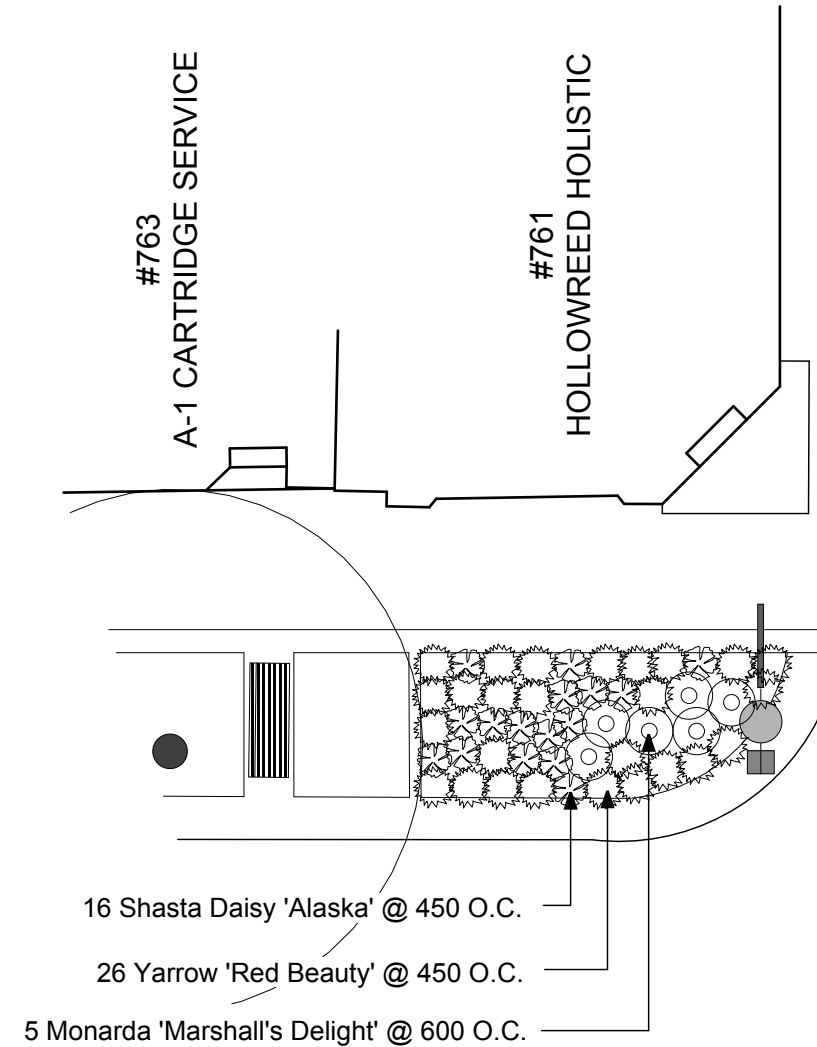 #763
A-1 CARTRIDGE SERVICE
#761
HOLLOWREED HOLISTIC
16 Shasta Daisy 'Alaska' @ 450 O.C.
26 Yarrow 'Red Beauty' @ 450 O.C.
5 Monarda 'Marshall's Delight' @ 600 O.C.